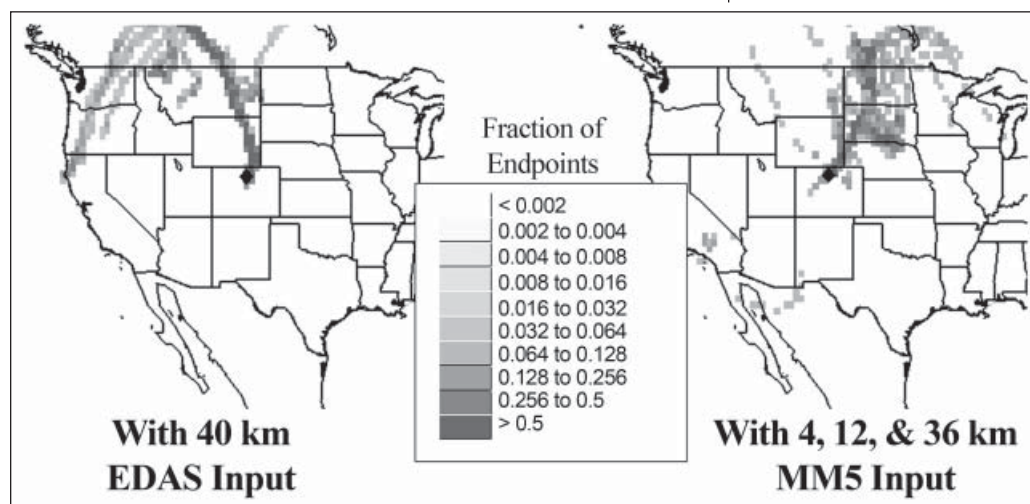 Fraction of
Endpoints
< 0.002
0.002 to 0.004
0.004 to 0.008
0.008 to 0.016
0.016 to 0.032
0.032 to 0.064
0.064 to 0.128
0.128 to 0.256
0.256 to 0.5
> 0.5
With 40 km
EDAS Input
With 4, 12, & 36 km
MM5 Input